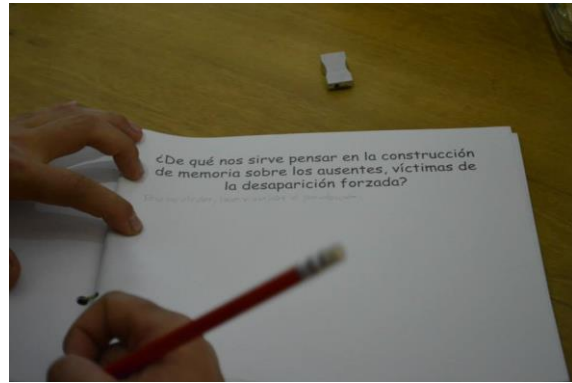 ¿De qué nos sirve pensar en la construcción
de memoria sobre los ausentes, víctimas de
la desaparición forzada?